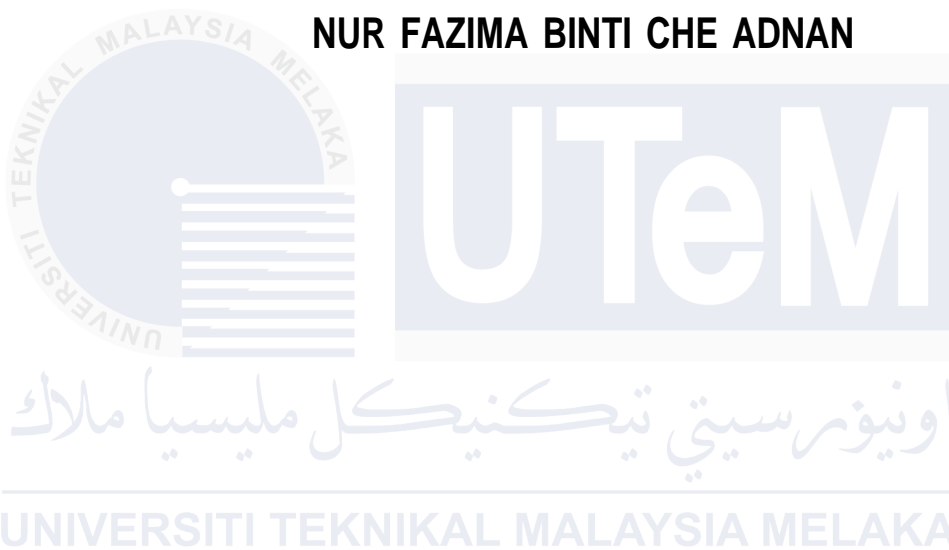 NUR FAZIMA BINTI CHE ADNAN
UNIVERSITI TEKNIKAL MALAYSIA MELAKA
UTeM
اونيۏرسيتي تيكنيكل مليسيا ملاك
UNIVERSITI TEKNIKAL MALAYSIA MELAKA